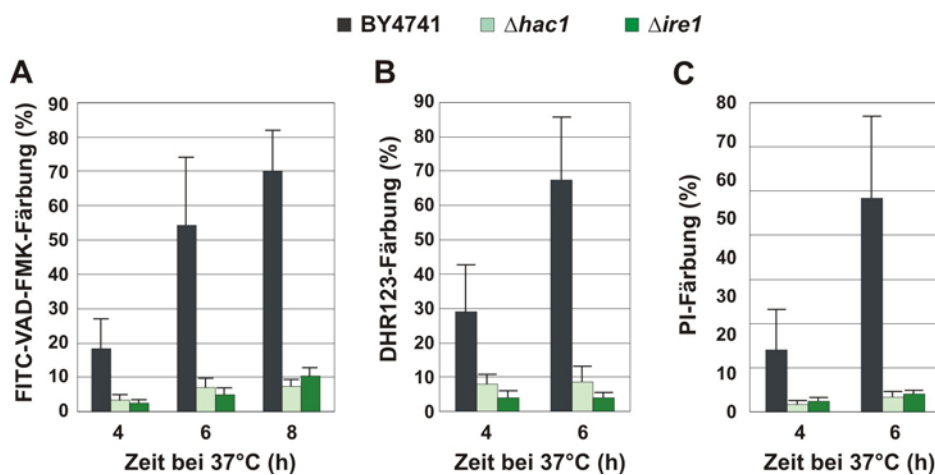 BY4741 Δhac1 Δire1
A
FITC-VAD-FMK-Färbung (%)
90
80
70
60
50
40
30
20
10
0
4 6 8
Zeit bei 37°C (h)
B
DHR123-Färbung (%)
90
80
70
60
50
40
30
20
10
0
4 6
Zeit bei 37°C (h)
C
PI-Färbung (%)
80
70
60
50
40
30
20
10
0
4 6
Zeit bei 37°C (h)